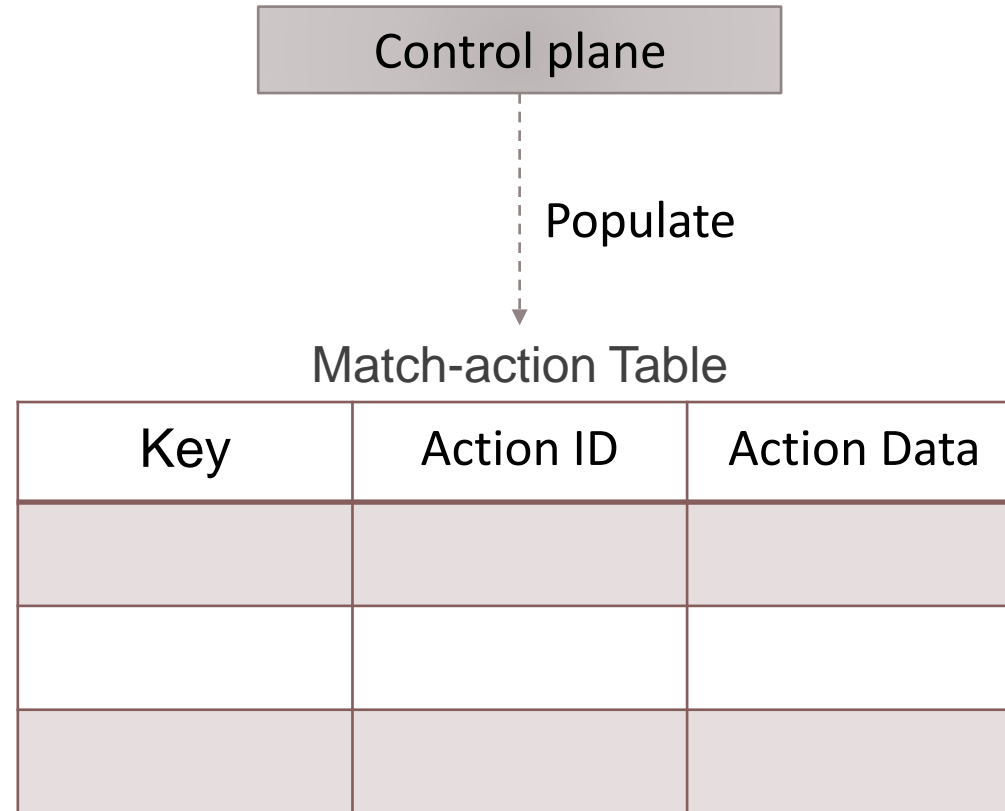 Control plane
Populate
Match-action Table
Key Action ID Action Data